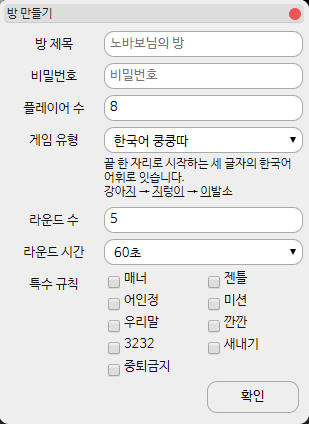 방 만들기
방 제목 노바보님의 방
비밀번호 비밀번호
플레이어 수 8
게임 유형 한국어 쿵쿵따
끝 한 자리로 시작하는 세 글자의 한국어
어휘로 잇습니다.
강아지 → 지렁이 → 이발소
라운드 수 5
라운드 시간 60초
특수 규칙 매너 젠틀
어인정 미션
우리말 깐깐
3232 새내기
중퇴금지
확인